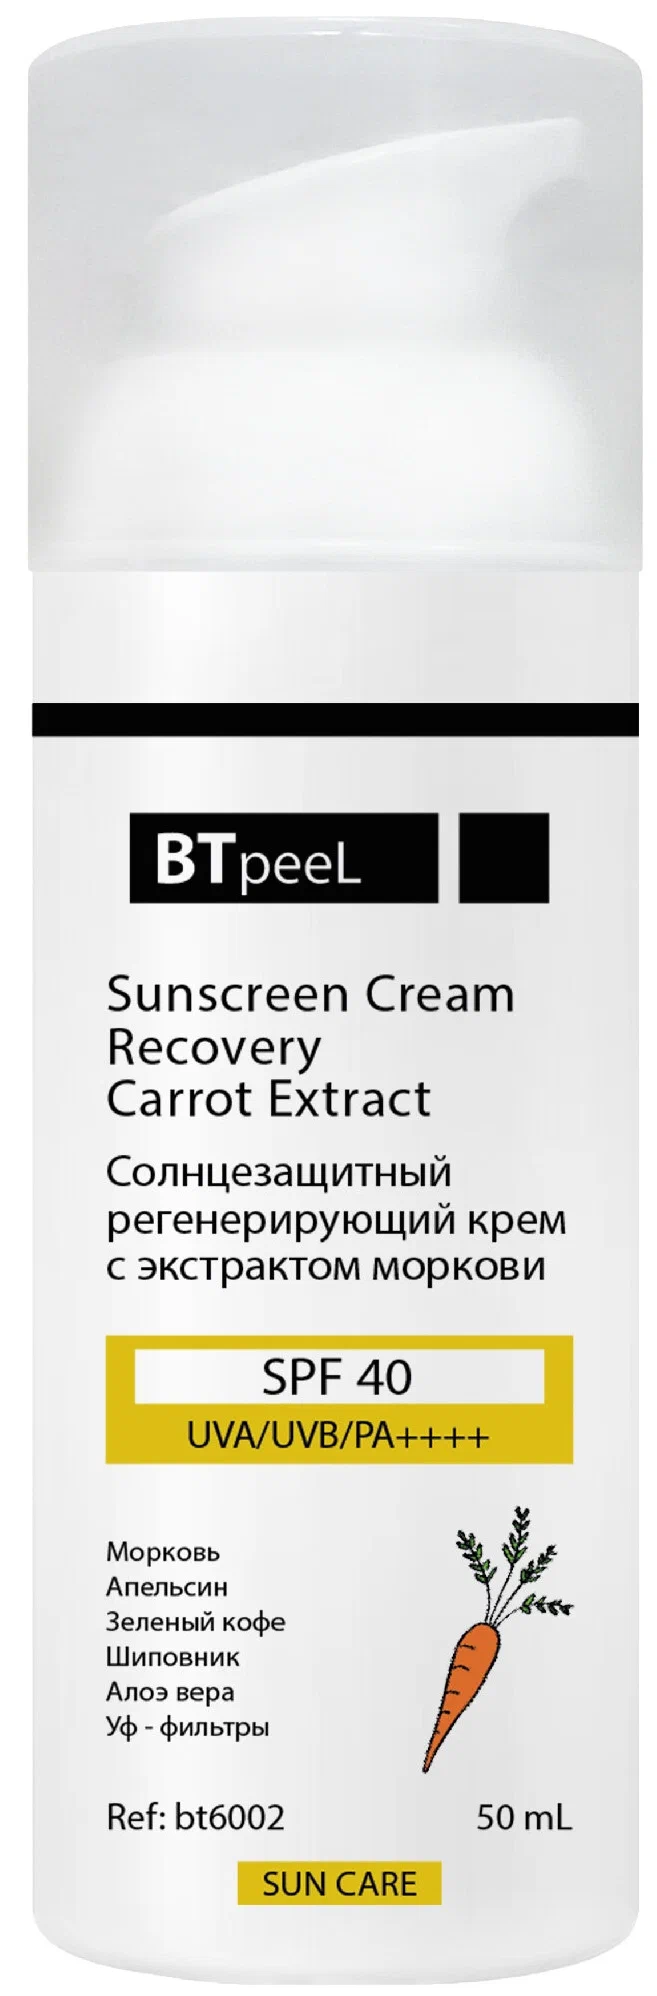 BTpeeL
Sunscreen Cream
Recovery
Carrot Extract
Солнцезащитный
регенерирующий крем
с экстрактом моркови
SPF 40
UVA/UVB/PA++++
Морковь
Апельсин
Зеленый кофе
Шиповник
Алоэ вера
Уф - фильтры
Ref: bt6002 50 mL
SUN CARE